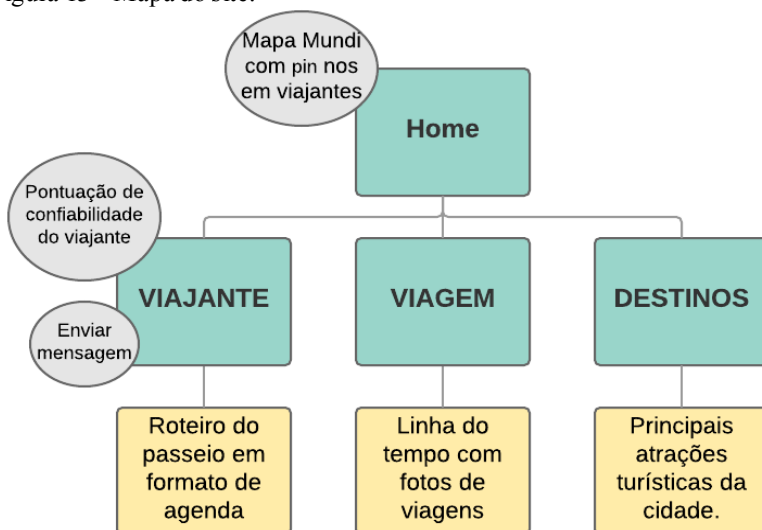 Mapa do site.
Mapa Mundi
com pin nos
em viajantes
Home
Pontuação de
confiabilidade
do viajante
VIAJANTE
VIAGEM
DESTINOS
Enviar
mensagem
Roteiro do
passeio em
formato de
agenda
Linha do
tempo com
fotos de
viagens
Principais
atrações
turísticas da
cidade.